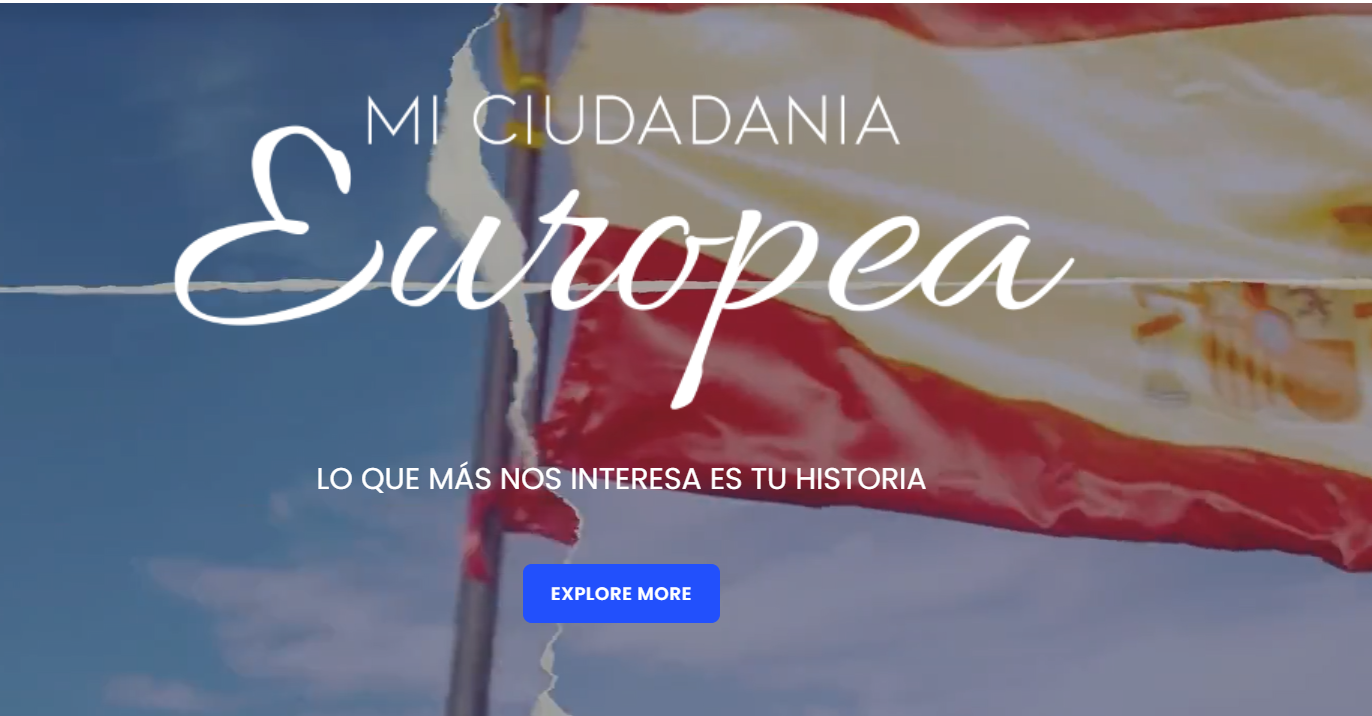 MI CIUDADANIA
Europea
LO QUE MÁS NOS INTERESA ES TU HISTORIA
EXPLORE MORE